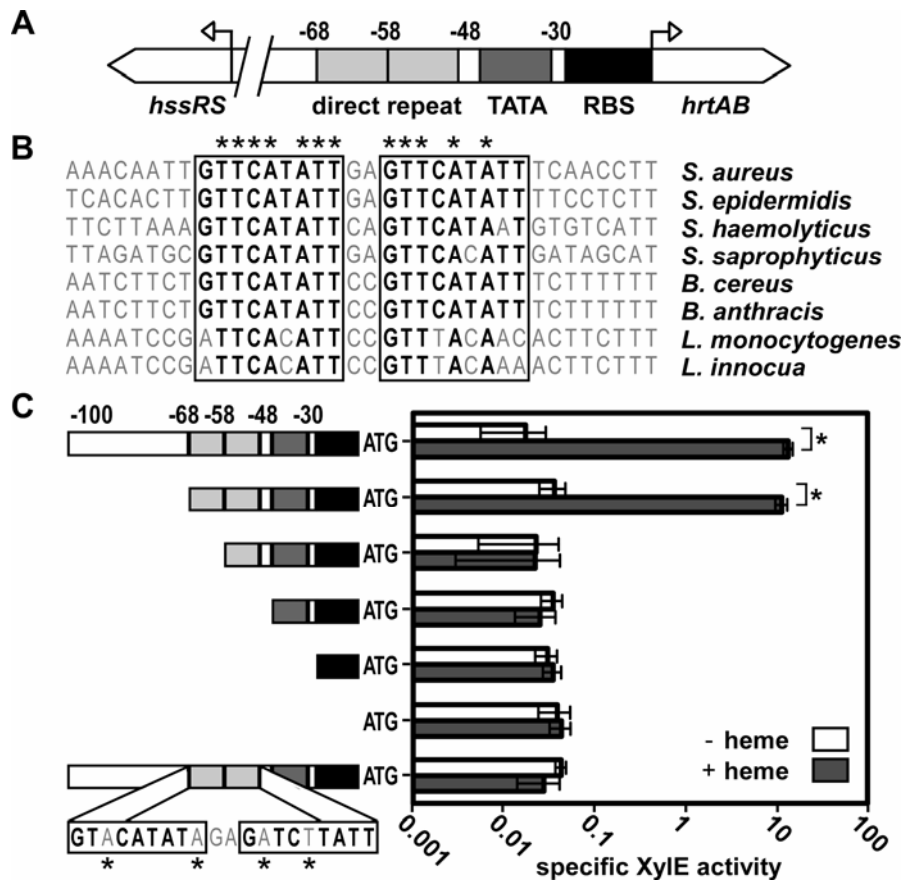 A
-68 -58 -48 -30
hssRS direct repeat TATA RBS hrtAB
B
* * * * * * * * * * * *
AAACAATT GTTCATATT GA GTTCATATT TCAACCTT S. aureus
TCACACTT GTTCATATT GA GTTCATATT TTCCTCTT S. epidermidis
TTCTTAAA GTTCATATT CA GTTCATAAT GTGTCATT S. haemolyticus
TTAGATGC GTTCATATT GA GTTCACATT GATAGCAT S. saprophyticus
AATCTTCT GTTCATATT CC GTTCATATT TCTTTTTT B. cereus
AATCTTCT GTTCATATT CC GTTCATATT TCTTTTTT B. anthracis
AAAATCCG ATTCACATT CC GTTTACAAC ACTTCTTT L. monocytogenes
AAAATCCG ATTCACATT CC GTTTACAAA ACTTCTTT L. innocua
C
-100 -68 -58 -48 -30
ATG *
ATG *
ATG
ATG
ATG
ATG
ATG
- heme
+ heme
GTACATATA GA GATCTTATT
* * * *
0.001 0.01 0.1 1 10 100
specific XylE activity